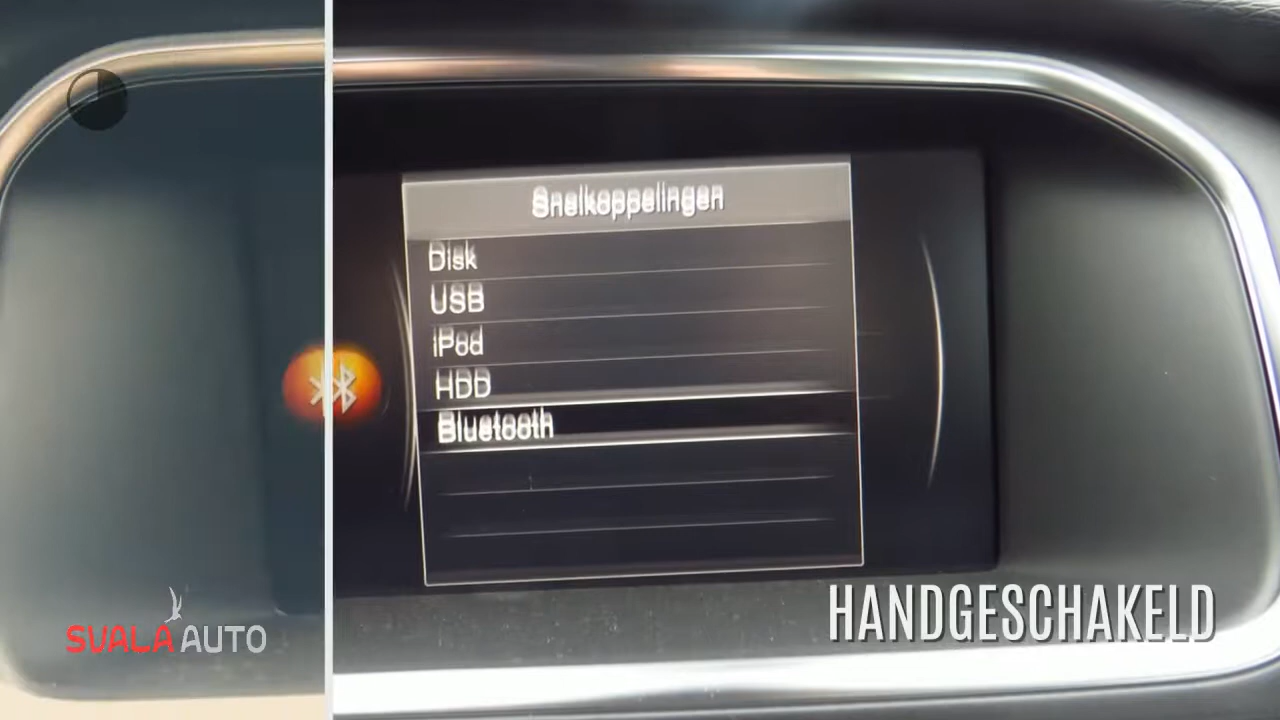 Snelkoppelingen
Disk
USB
iPod
HDD
Bluetooth
HANDGESCHAKELD
SVALA AUTO